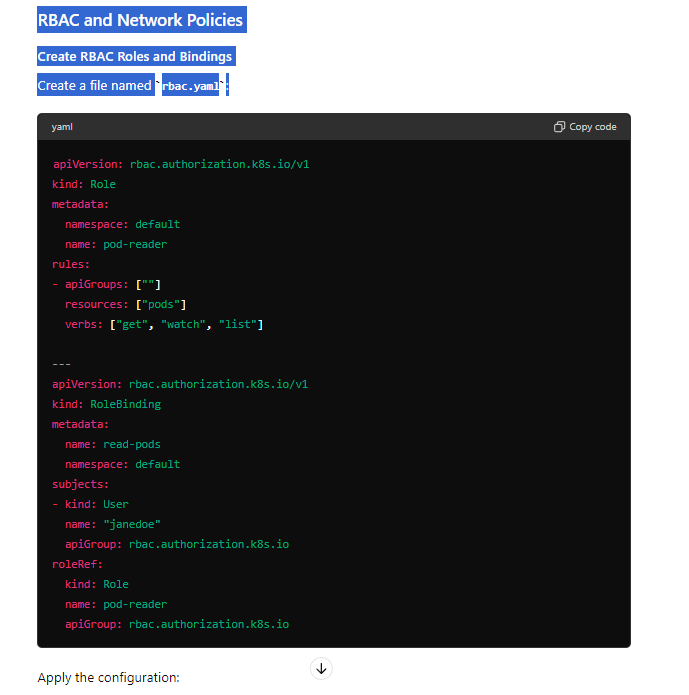 RBAC and Network Policies
Create RBAC Roles and Bindings
Create a file named `rbac.yaml`:
yaml Copy code
apiVersion: rbac.authorization.k8s.io/v1
kind: Role
metadata:
  namespace: default
  name: pod-reader
rules:
- apiGroups: [""]
  resources: ["pods"]
  verbs: ["get", "watch", "list"]
---
apiVersion: rbac.authorization.k8s.io/v1
kind: RoleBinding
metadata:
  name: read-pods
  namespace: default
subjects:
- kind: User
  name: "janedoe"
  apiGroup: rbac.authorization.k8s.io
roleRef:
  kind: Role
  name: pod-reader
  apiGroup: rbac.authorization.k8s.io
Apply the configuration: